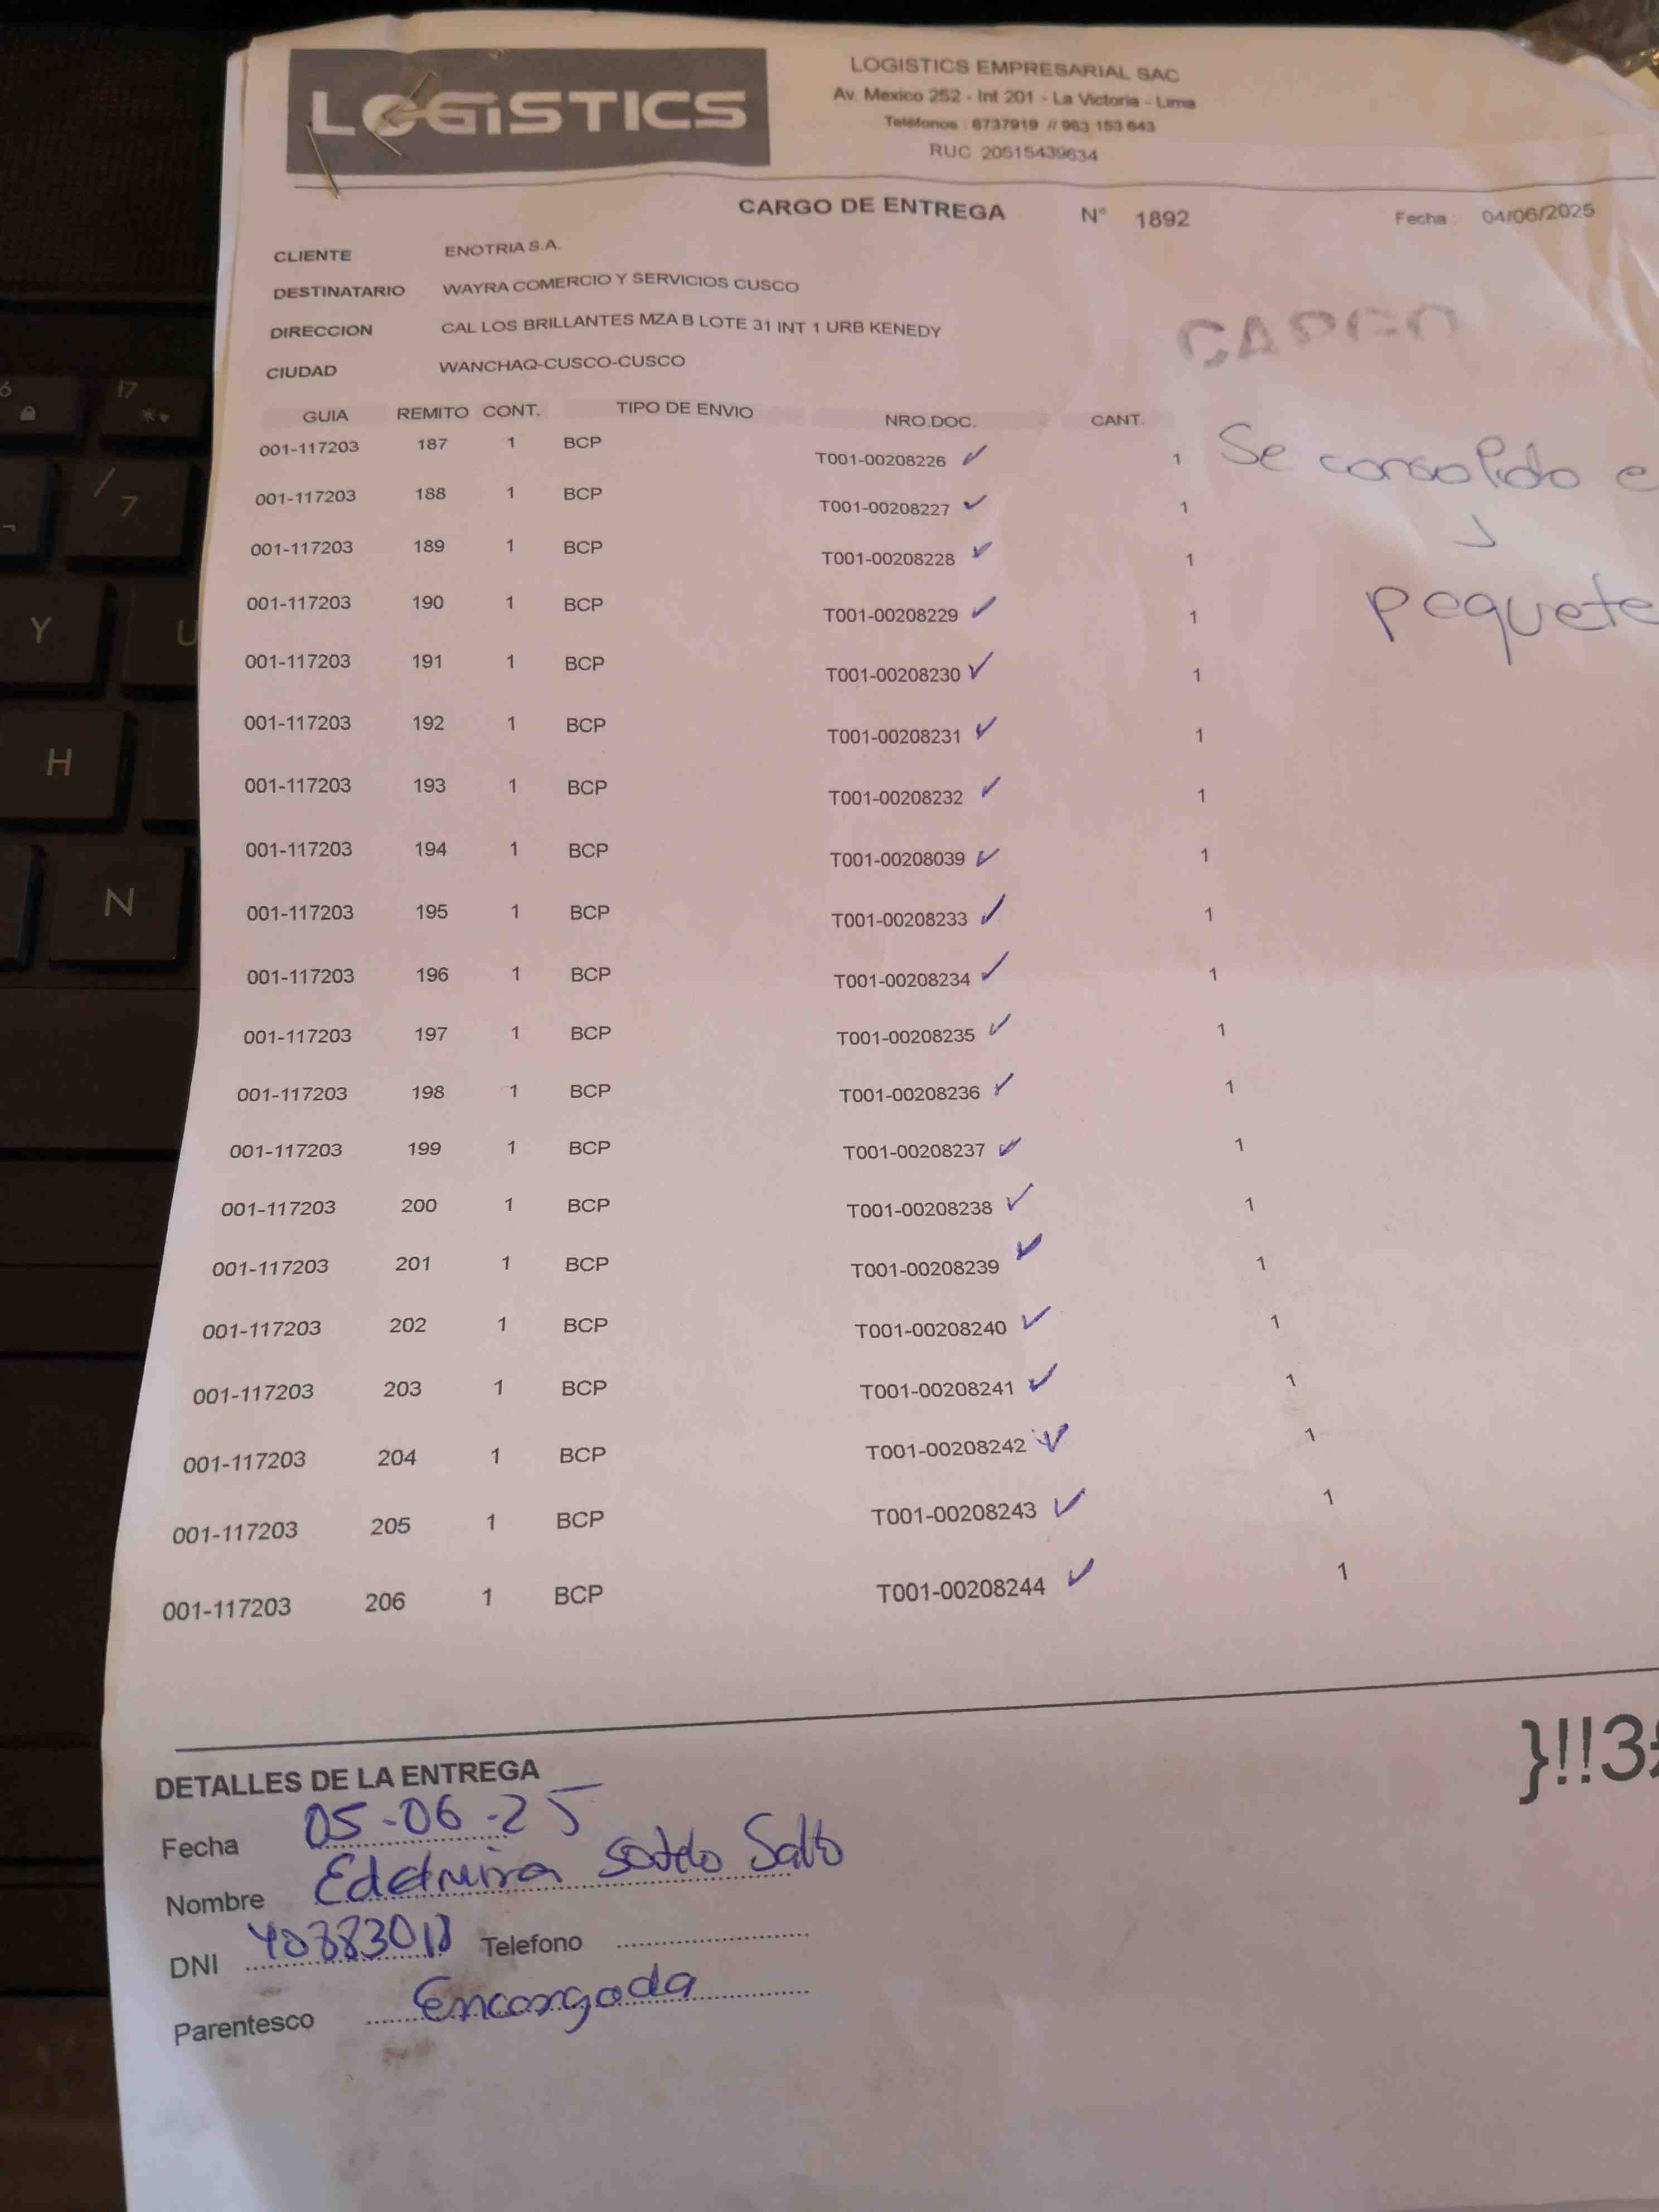 LOGISTICS
LOGISTICS EMPRESARIAL SAC
Av. Mexico 252 - Int 201 - La Victoria - Lima
Teléfonos : 6737919 // 983 153 643
RUC 20515439634
CARGO DE ENTREGA N° 1892 Fecha : 04/06/2025
CLIENTE ENOTRIA S.A.
DESTINATARIO WAYRA COMERCIO Y SERVICIOS CUSCO
DIRECCION CAL LOS BRILLANTES MZA B LOTE 31 INT 1 URB KENEDY
CIUDAD WANCHAQ-CUSCO-CUSCO
CARGO
GUIA REMITO CONT. TIPO DE ENVIO NRO.DOC. CANT.
001-117203 187 1 BCP T001-00208226 ✓ 1
001-117203 188 1 BCP T001-00208227 ✓ 1
001-117203 189 1 BCP T001-00208228 ✓ 1
001-117203 190 1 BCP T001-00208229 ✓ 1
001-117203 191 1 BCP T001-00208230 ✓ 1
001-117203 192 1 BCP T001-00208231 ✓ 1
001-117203 193 1 BCP T001-00208232 ✓ 1
001-117203 194 1 BCP T001-00208039 ✓ 1
001-117203 195 1 BCP T001-00208233 ✓ 1
001-117203 196 1 BCP T001-00208234 ✓ 1
001-117203 197 1 BCP T001-00208235 ✓ 1
001-117203 198 1 BCP T001-00208236 ✓ 1
001-117203 199 1 BCP T001-00208237 ✓ 1
001-117203 200 1 BCP T001-00208238 ✓ 1
001-117203 201 1 BCP T001-00208239 ✓ 1
001-117203 202 1 BCP T001-00208240 ✓ 1
001-117203 203 1 BCP T001-00208241 ✓ 1
001-117203 204 1 BCP T001-00208242 ✓ 1
001-117203 205 1 BCP T001-00208243 ✓ 1
001-117203 206 1 BCP T001-00208244 ✓ 1
Se consolido e
paquete
}!!3
DETALLES DE LA ENTREGA
Fecha 05-06-25
Nombre Sotelo
DNI Telefono
Parentesco Encargada
17
7
Y U
H
N